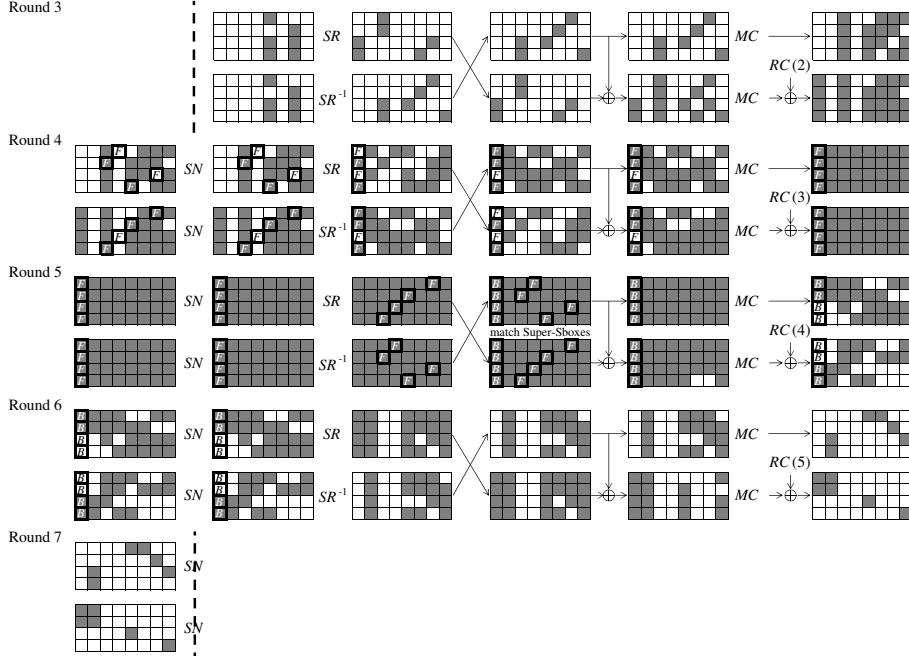 Round 3
SR MC
RC (2)
SR⁻¹ MC
Round 4
F F F F F F
F F F F F F
SN SR MC
F F F F F F
F F F F F F
RC (3)
F F F F F F
F F F F F F
SN SR⁻¹ MC
F F F F F F
F F F F F F
Round 5
F F F B F B B
F F F B F B B
SN SR MC
F F F B F B B
F F F B F B B
match Super-Sboxes
RC (4)
F F F B F B B
F F F B F B B
SN SR⁻¹ MC
F F F B F B B
F F F B F B B
Round 6
B B
B B
SN SR MC
B B
B B
RC (5)
B B
B B
SN SR⁻¹ MC
B B
B B
Round 7
SN
SN